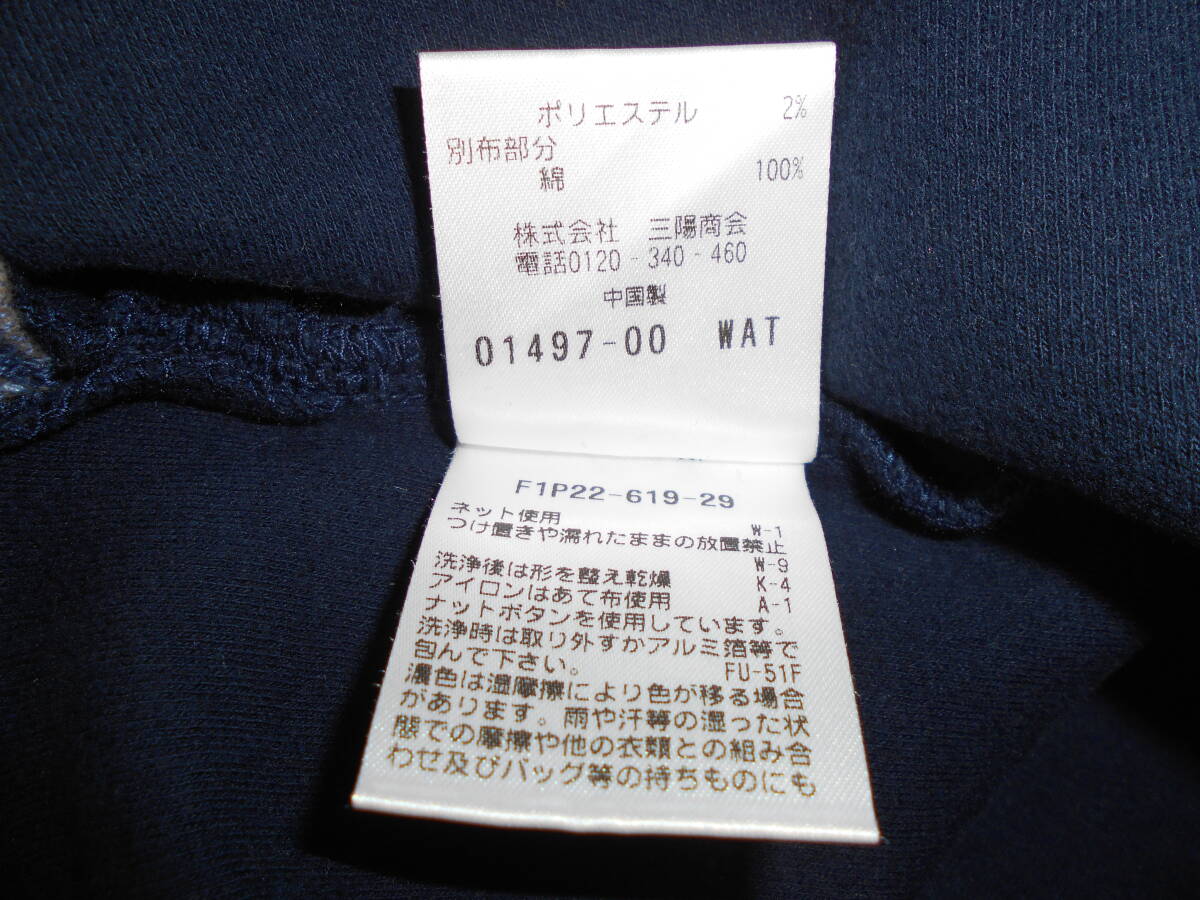 ポリエステル 2%
別布部分
綿 100%
株式会社 三陽商会
電話0120-340-460
中国製
01497-00 WAT
F1P22-619-29
ネット使用 W-1
つけ置きや濡れたままの放置禁止
W-9
洗浄後は形を整え乾燥 K-4
アイロンはあて布使用 A-1
ナットボタンを使用しています。
洗浄時は取り外すかアルミ箔等で
包んで下さい。 FU-51F
濃色は湿摩擦により色が移る場合
があります。雨や汗等の湿った状
態での摩擦や他の衣類との組み合
わせ及びバッグ等の持ちものにも